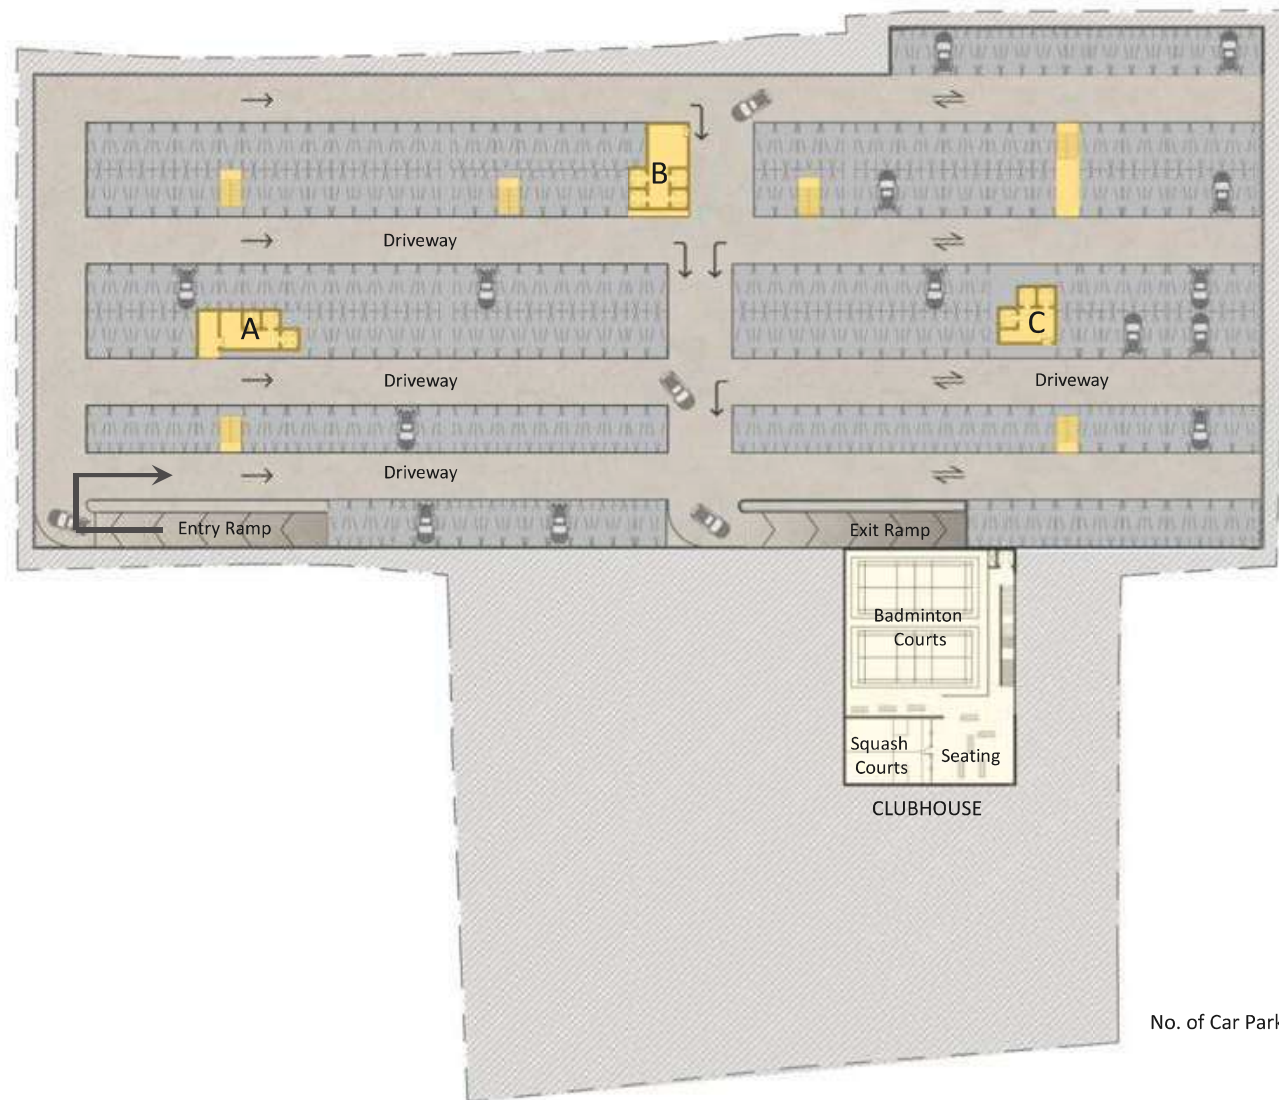 B
Driveway
A
C
Driveway
Driveway
Driveway
Entry Ramp
Exit Ramp
Badminton
Courts
Squash
Courts
Seating
CLUBHOUSE
No. of Car Park